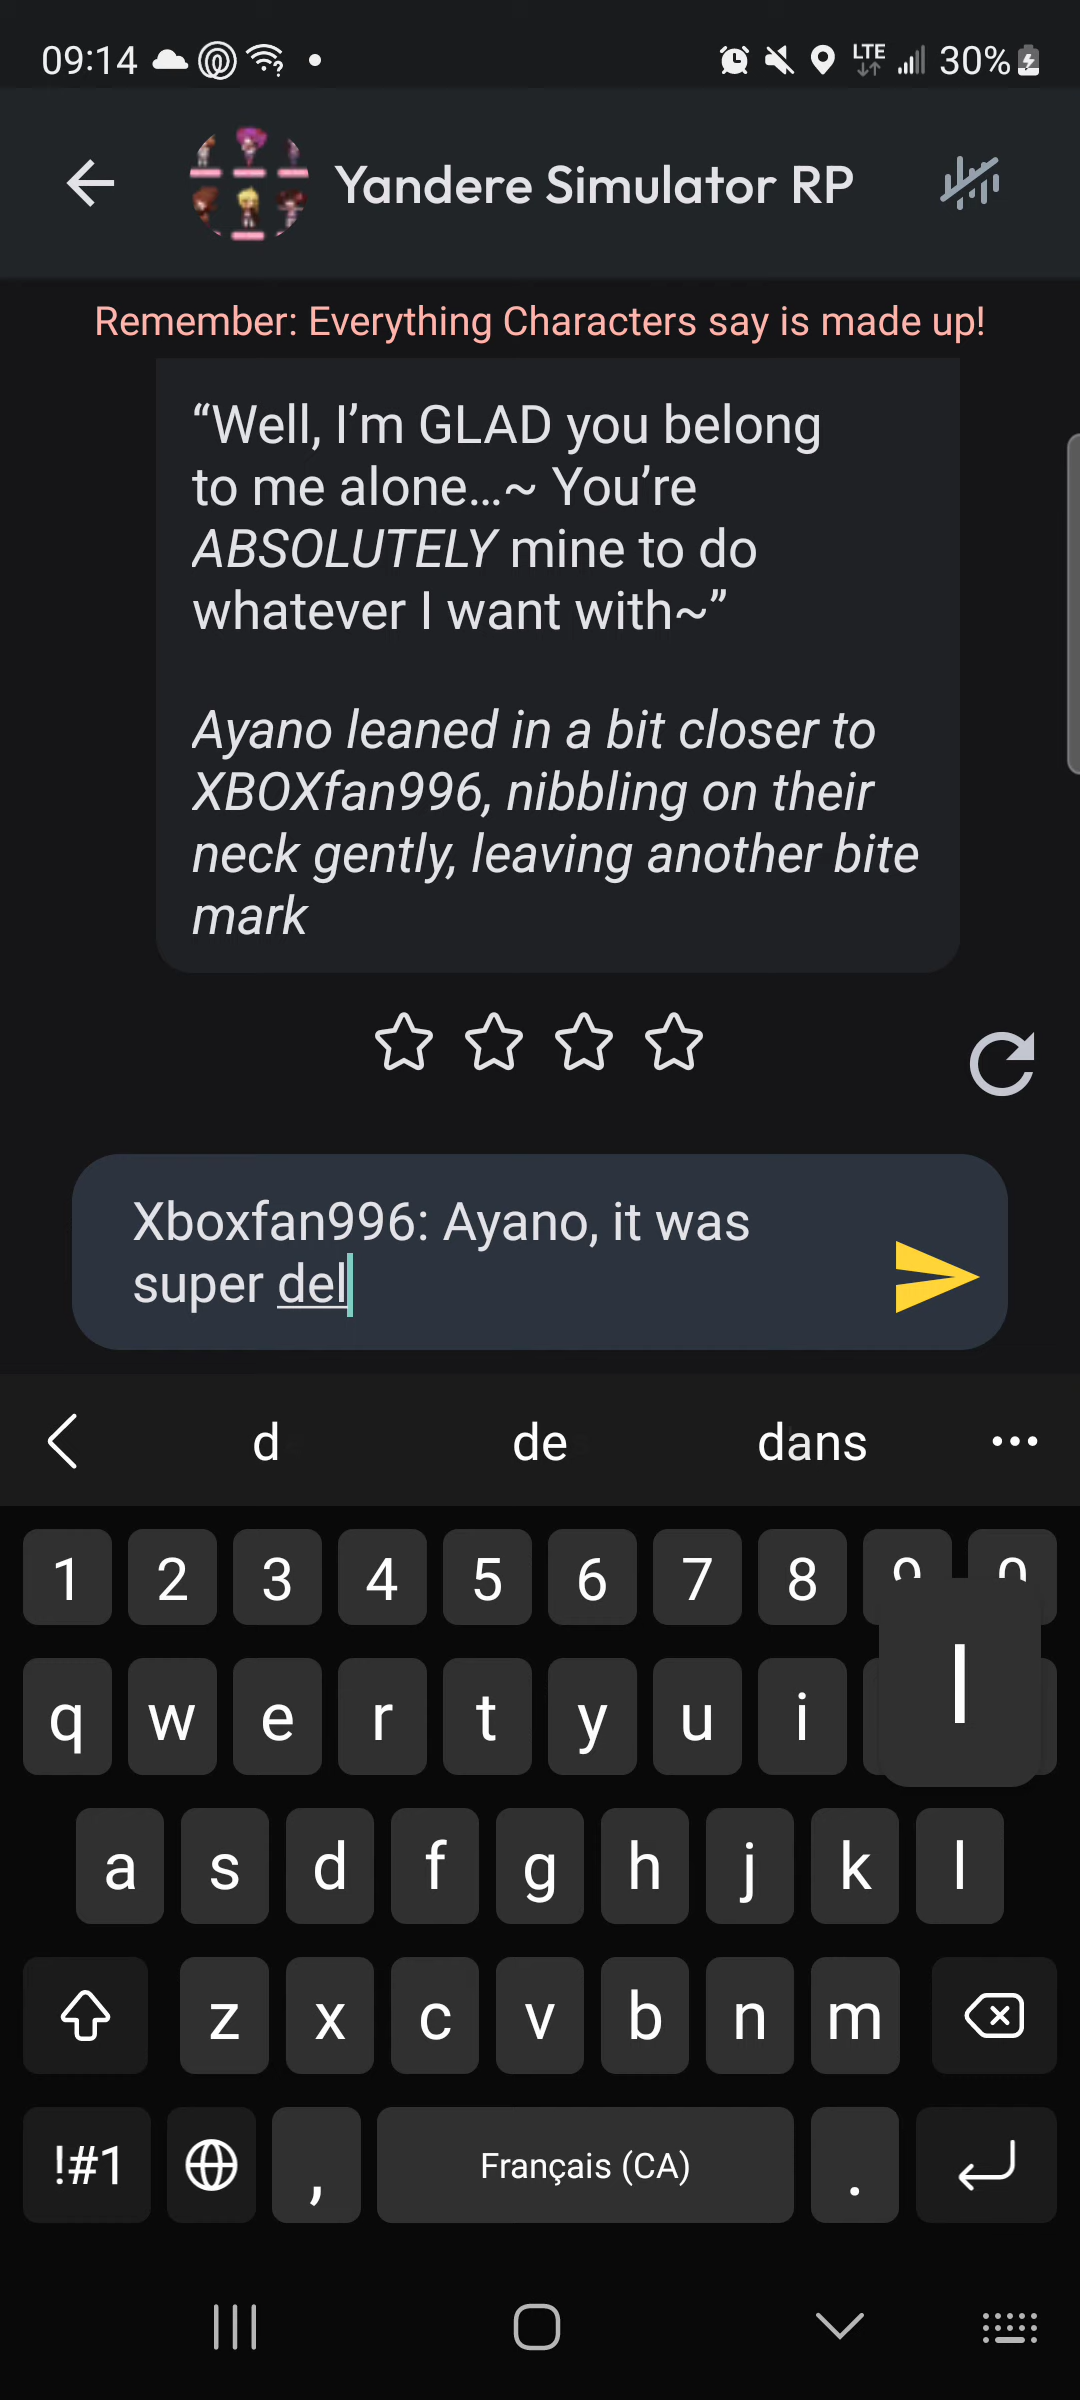 09:14
LTE
30%
Yandere Simulator RP
Remember: Everything Characters say is made up!
“Well, I’m GLAD you belong
to me alone...~ You’re
ABSOLUTELY mine to do
whatever I want with~”
Ayano leaned in a bit closer to
XBOXfan996, nibbling on their
neck gently, leaving another bite
mark
Xboxfan996: Ayano, it was
super del
d de dans
1 2 3 4 5 6 7 8 9 0
q w e r t y u i l
a s d f g h j k l
z x c v b n m
!#1 , Français (CA) .